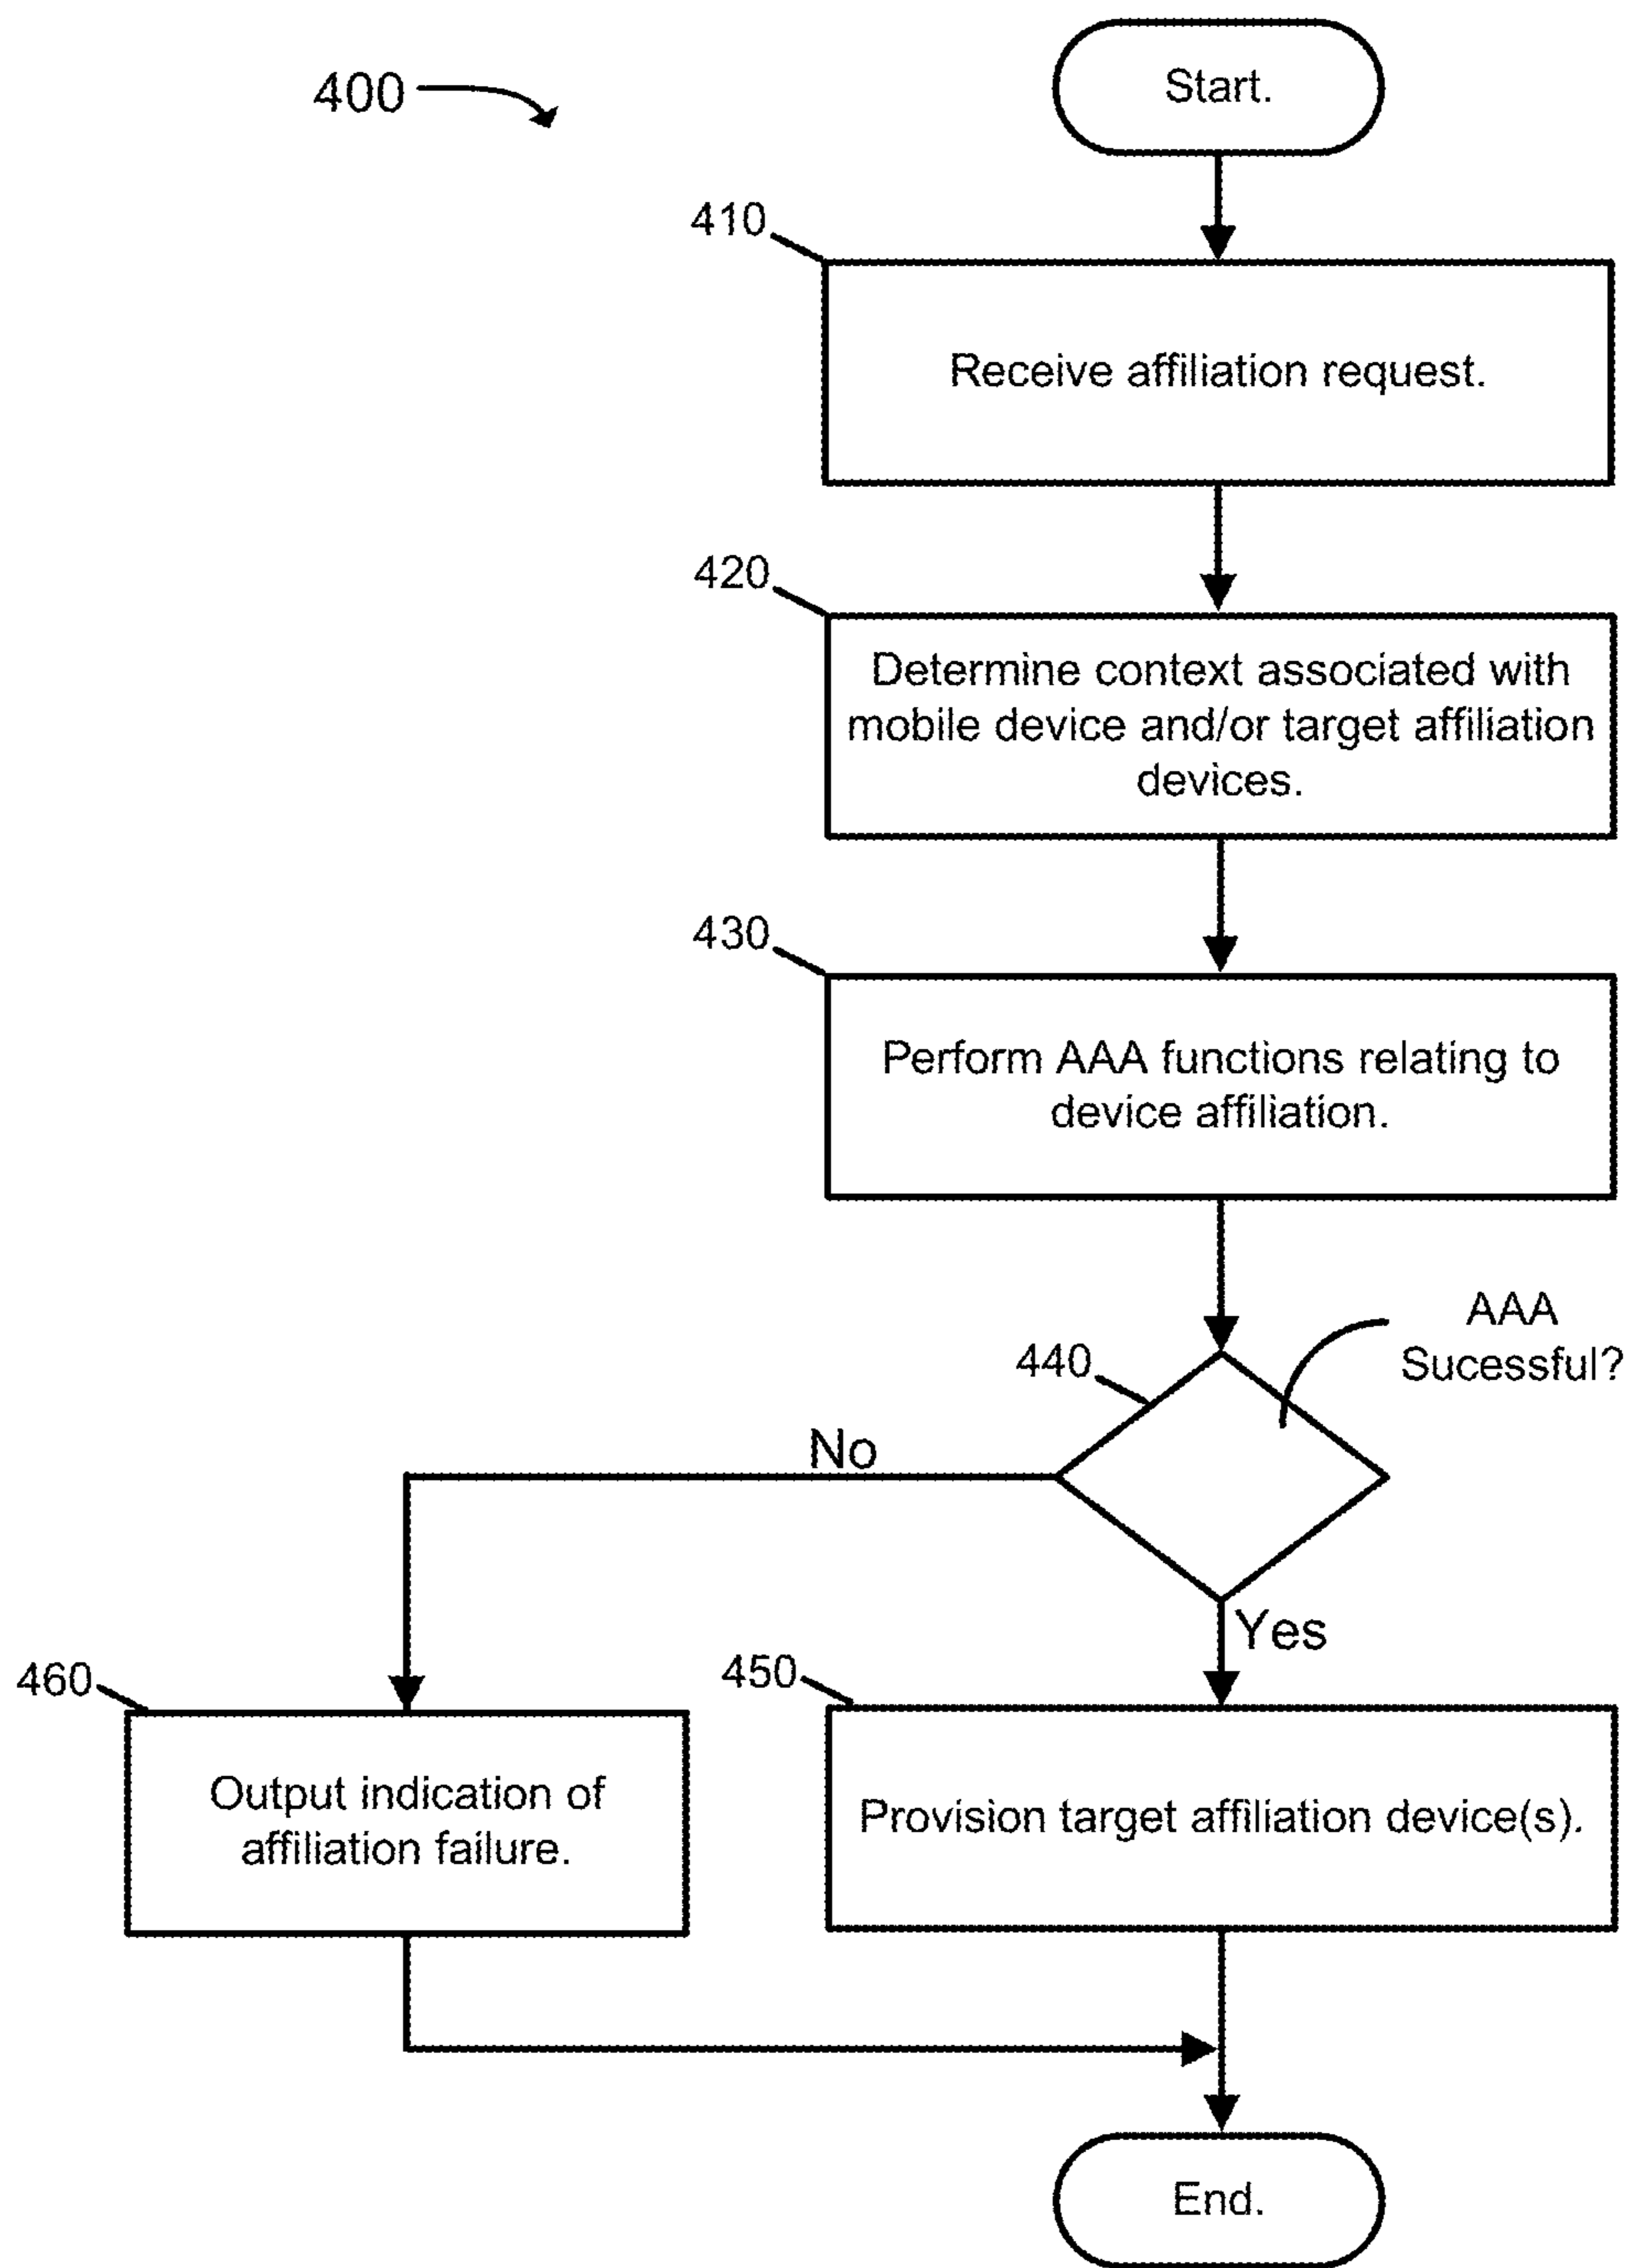 400
Start.
410
Receive affiliation request.
420
Determine context associated with
mobile device and/or target affiliation
devices.
430
Perform AAA functions relating to
device affiliation.
440
AAA
Sucessful?
No
Yes
460
Output indication of
affiliation failure.
450
Provision target affiliation device(s).
End.